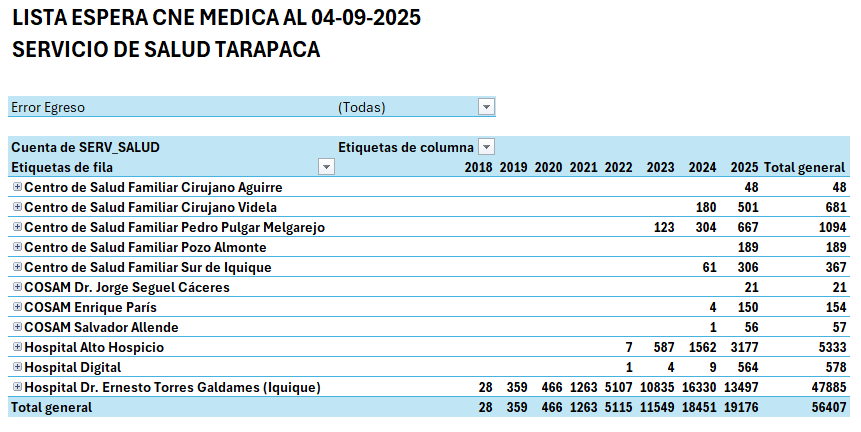 LISTA ESPERA CNE MEDICA AL 04-09-2025
SERVICIO DE SALUD TARAPACA
Error Egreso (Todas)
Cuenta de SERV_SALUD Etiquetas de columna
Etiquetas de fila 2018 2019 2020 2021 2022 2023 2024 2025 Total general
Centro de Salud Familiar Cirujano Aguirre 48 48
Centro de Salud Familiar Cirujano Videla 180 501 681
Centro de Salud Familiar Pedro Pulgar Melgarejo 123 304 667 1094
Centro de Salud Familiar Pozo Almonte 189 189
Centro de Salud Familiar Sur de Iquique 61 306 367
COSAM Dr. Jorge Seguel Cáceres 21 21
COSAM Enrique París 4 150 154
COSAM Salvador Allende 1 56 57
Hospital Alto Hospicio 7 587 1562 3177 5333
Hospital Digital 1 4 9 564 578
Hospital Dr. Ernesto Torres Galdames (Iquique) 28 359 466 1263 5107 10835 16330 13497 47885
Total general 28 359 466 1263 5115 11549 18451 19176 56407